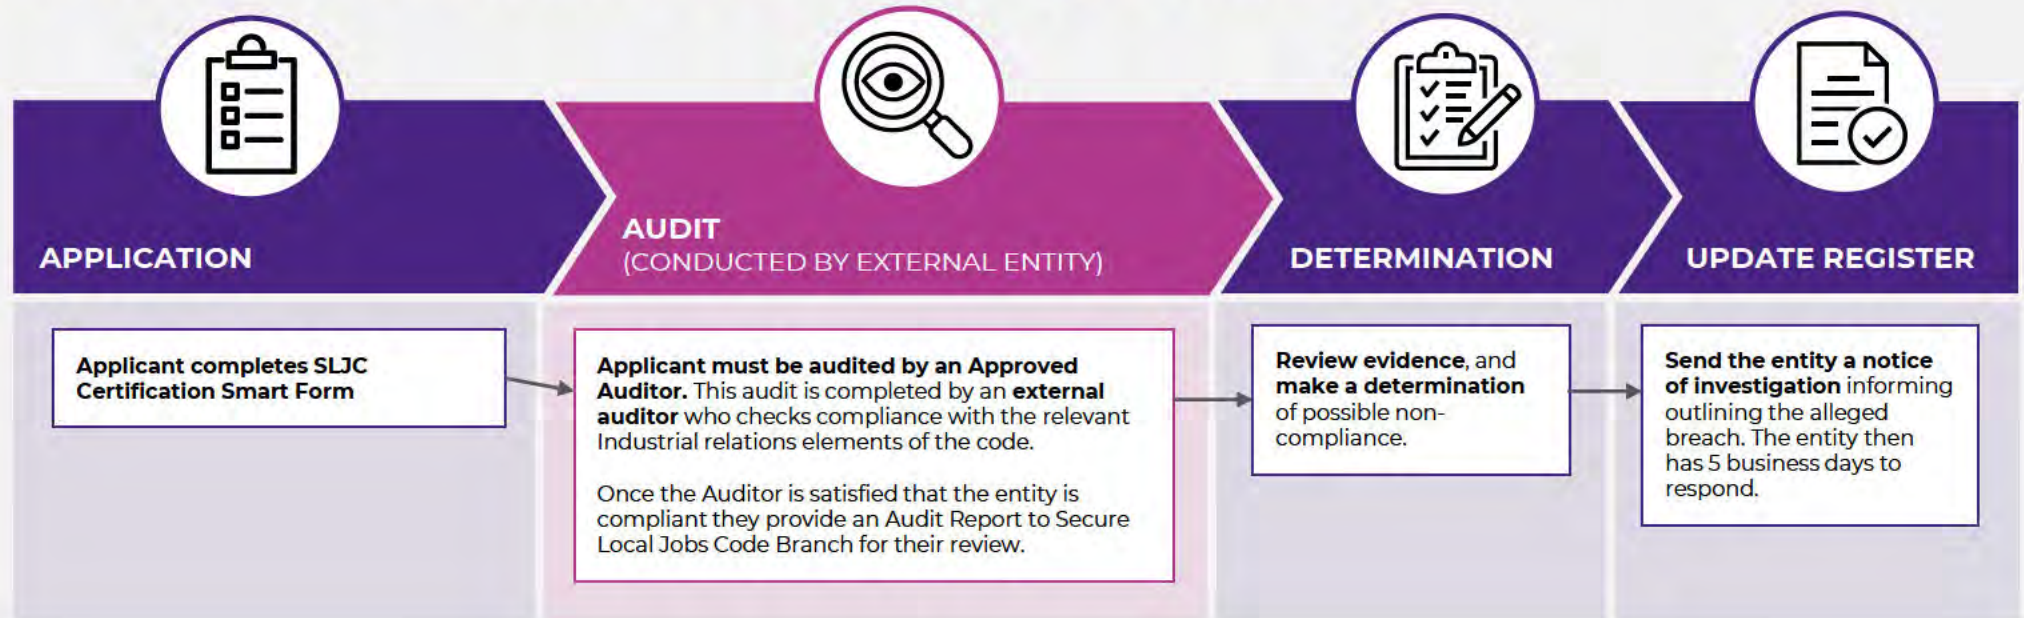 APPLICATION
AUDIT
(CONDUCTED BY EXTERNAL ENTITY)
DETERMINATION
UPDATE REGISTER
Applicant completes SLJC
Certification Smart Form
Applicant must be audited by an Approved
Auditor. This audit is completed by an external
auditor who checks compliance with the relevant
Industrial relations elements of the code.
Once the Auditor is satisfied that the entity is
compliant they provide an Audit Report to Secure
Local Jobs Code Branch for their review.
Review evidence, and
make a determination
of possible non-
compliance.
Send the entity a notice
of investigation informing
outlining the alleged
breach. The entity then
has 5 business days to
respond.